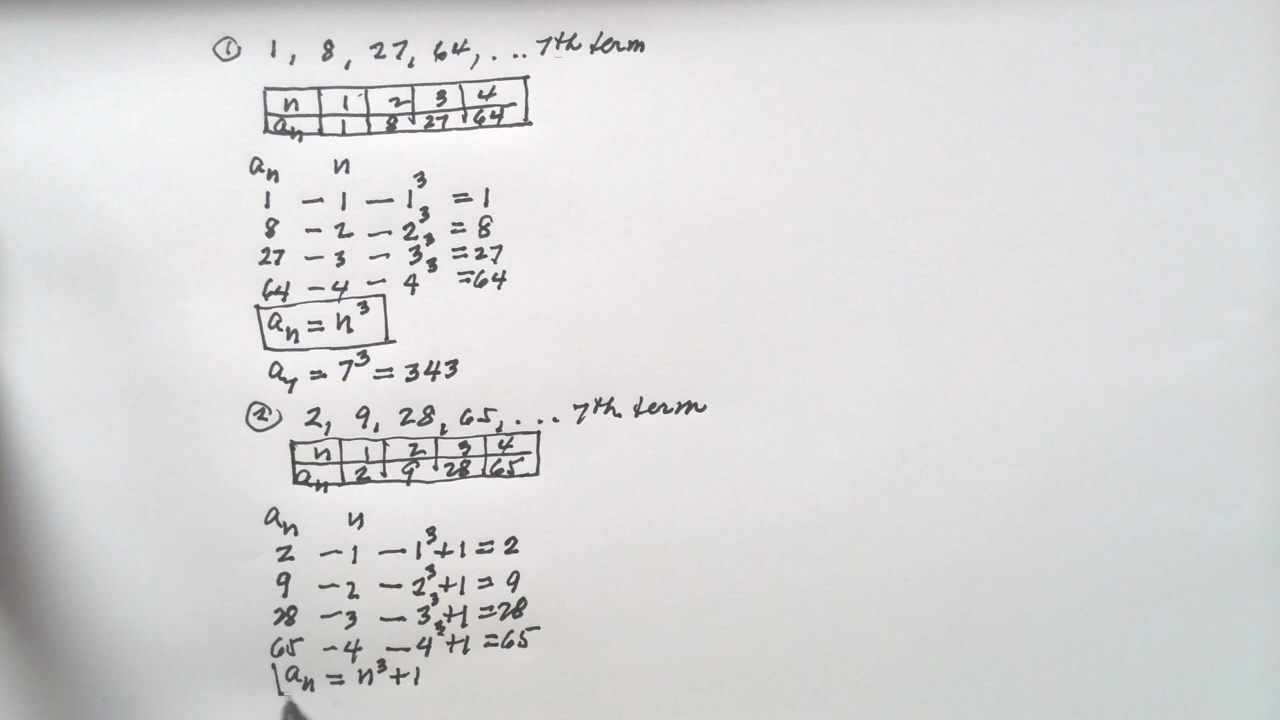 ① 1, 8, 27, 64, ... 7th term
n 1 2 3 4
aₙ 1 8 27 64
aₙ n
1 – 1 – 1³ = 1
8 – 2 – 2³ = 8
27 – 3 – 3³ = 27
64 – 4 – 4³ = 64
aₙ = n³
a₇ = 7³ = 343
② 2, 9, 28, 65, ... 7th term
n 1 2 3 4
aₙ 2 9 28 65
aₙ n
2 – 1 – 1³+1 = 2
9 – 2 – 2³+1 = 9
28 – 3 – 3³+1 = 28
65 – 4 – 4³+1 = 65
aₙ = n³+1